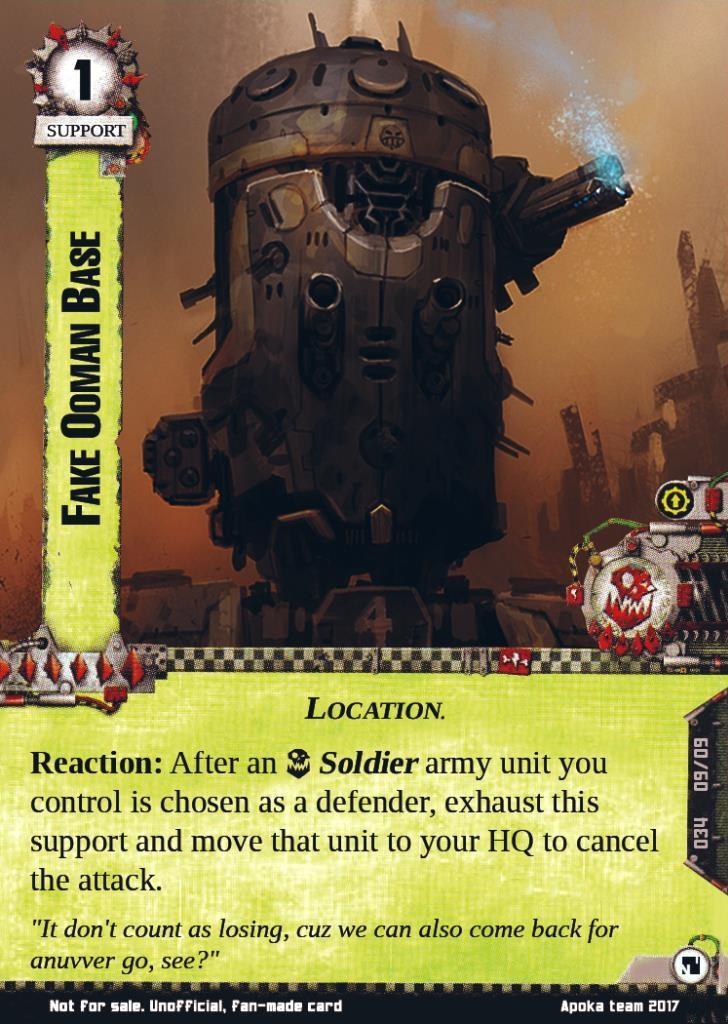 1
SUPPORT
FAKE OOMAN BASE
LOCATION.
Reaction: After an Soldier army unit you
control is chosen as a defender, exhaust this
support and move that unit to your HQ to cancel
the attack.
"It don't count as losing, cuz we can also come back for
anuvver go, see?"
034 09/60
Not for sale. Unofficial, fan-made card
Apoka team 2017